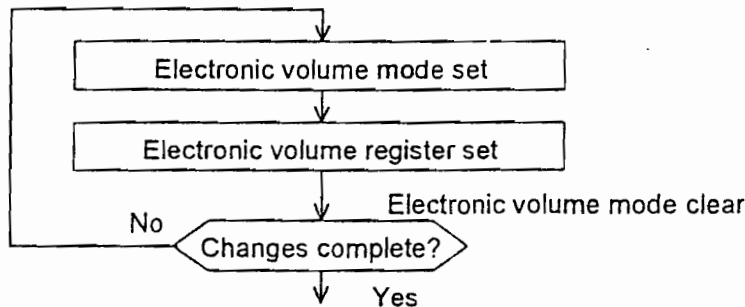 Electronic volume mode set
Electronic volume register set
Electronic volume mode clear
No
Changes complete?
Yes